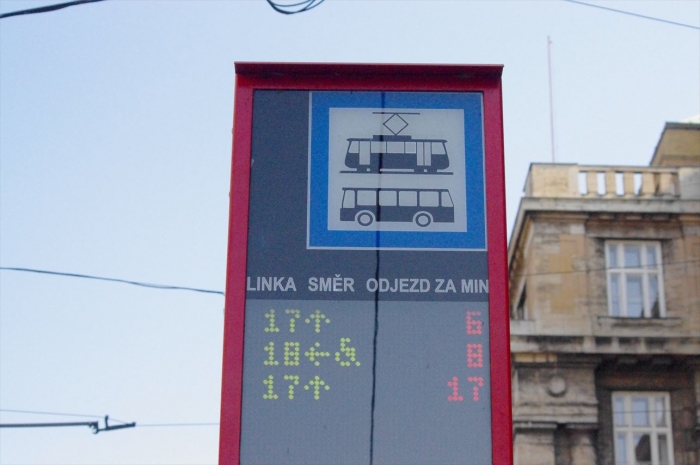 LINKA SMĚR ODJEZD ZA MIN
17↑ 6
18←♿ 8
17↑ 17